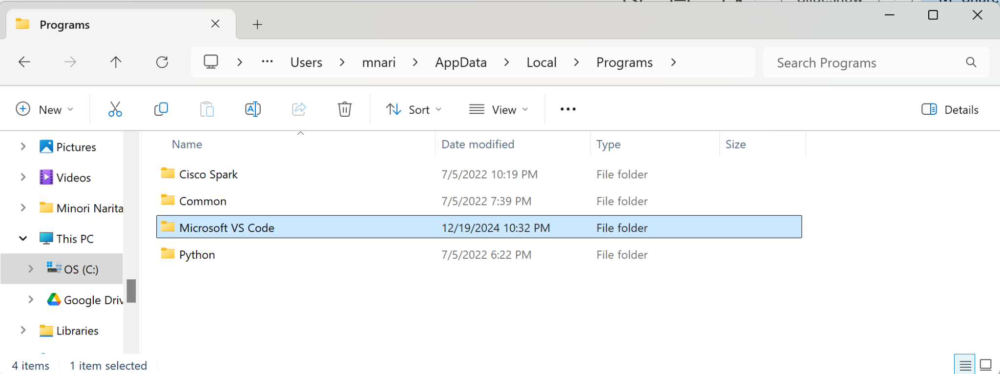 Programs
Users > mnari > AppData > Local > Programs >
Search Programs
New
Sort
View
Details
Pictures
Videos
Minori Narita
This PC
OS (C:)
Google Driv
Libraries
Name Date modified Type Size
Cisco Spark 7/5/2022 10:19 PM File folder
Common 7/5/2022 7:39 PM File folder
Microsoft VS Code 12/19/2024 10:32 PM File folder
Python 7/5/2022 6:22 PM File folder
4 items 1 item selected